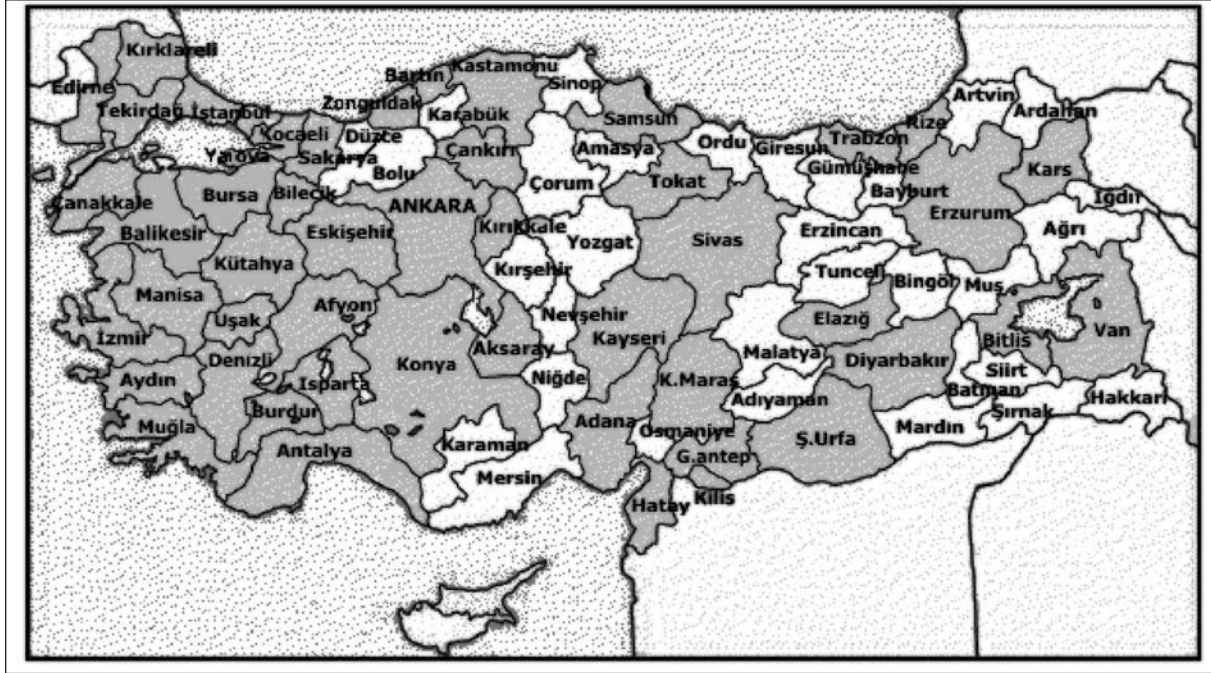 Kırklareli
Edirne
Tekirdağ
İstanbul
Kocaeli
Yalova
Sakarya
Düzce
Zonguldak
Bartın
Kastamonu
Karabük
Sinop
Bolu
Çankırı
Samsun
Amasya
Çorum
Ordu
Giresun
Trabzon
Rize
Artvin
Ardahan
Gümüşhane
Bayburt
Kars
Iğdır
Erzurum
Ağrı
Çanakkale
Balikesir
Bursa
Bilecik
Eskişehir
ANKARA
Kırıkkale
Yozgat
Tokat
Sivas
Erzincan
Kütahya
Kırşehir
Tunceli
Bingöl
Muş
Manisa
Uşak
Afyon
Nevşehir
Kayseri
Elazığ
Van
Bitlis
İzmir
Denizli
Konya
Aksaray
Malatya
Diyarbakır
Siirt
Batman
Aydın
Isparta
Niğde
K.Maraş
Adıyaman
Şırnak
Hakkari
Burdur
Muğla
Antalya
Karaman
Mersin
Adana
Osmaniye
G.antep
Ş.Urfa
Mardin
Hatay
Kilis